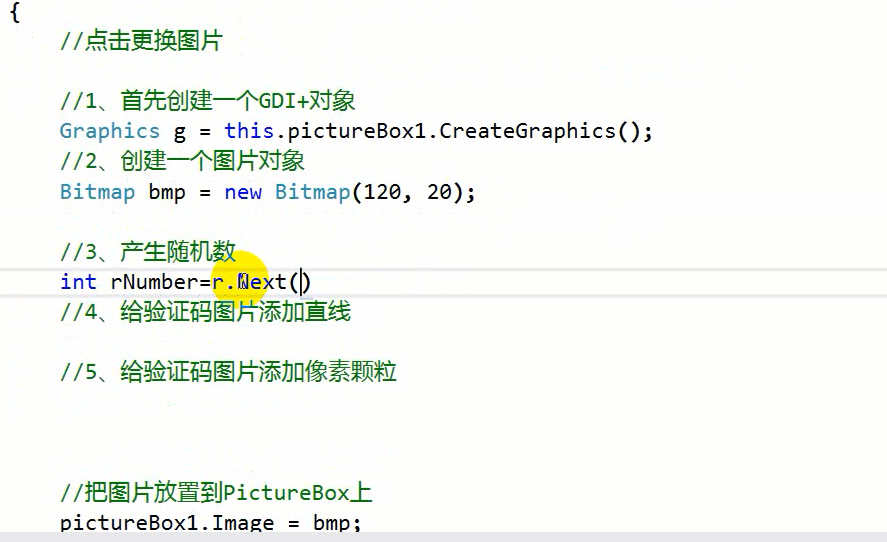 {
//点击更换图片
//1、首先创建一个GDI+对象
Graphics g = this.pictureBox1.CreateGraphics();
//2、创建一个图片对象
Bitmap bmp = new Bitmap(120, 20);
//3、产生随机数
int rNumber=r.Next()
//4、给验证码图片添加直线
//5、给验证码图片添加像素颗粒
//把图片放置到PictureBox上
pictureBox1.Image = bmp;